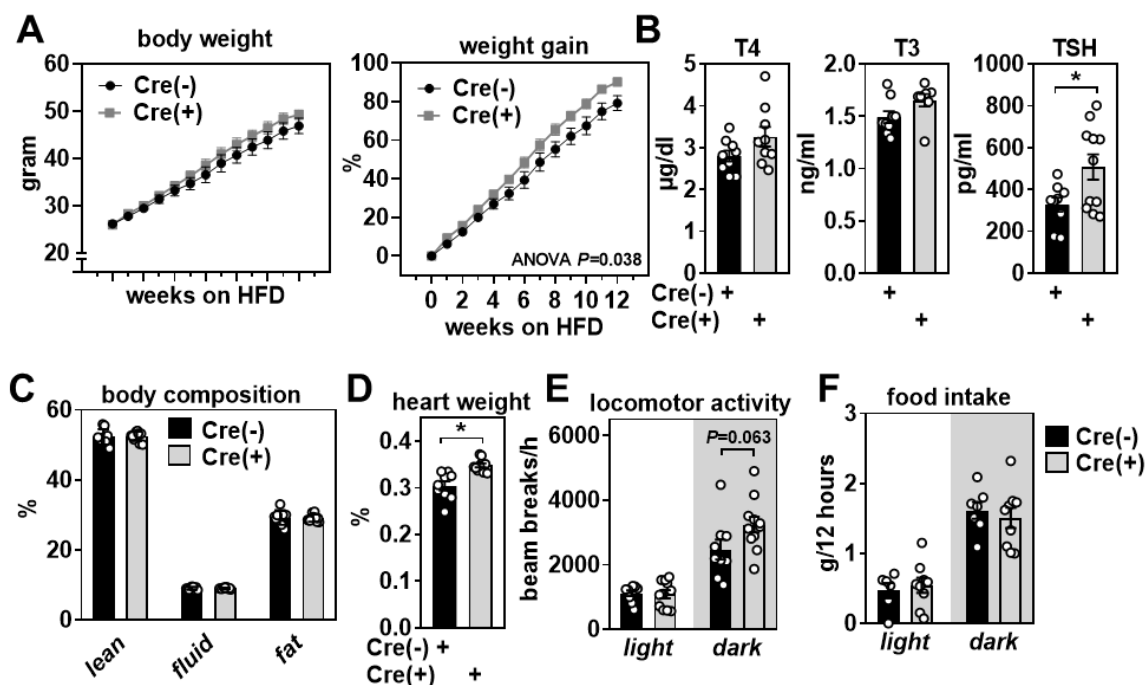 A
body weight
Cre(-)
Cre(+)
gram
60
50
40
30
20
weeks on HFD
weight gain
Cre(-)
Cre(+)
%
100
80
60
40
20
0
ANOVA P=0.038
0 2 4 6 8 10 12
weeks on HFD
B
T4
µg/dl
5
4
3
2
1
0
T3
ng/ml
2.0
1.5
1.0
0.5
0.0
TSH
pg/ml
1000
800
600
400
200
0
*
Cre(-) + + +
Cre(+) + + +
C
body composition
%
60
40
20
0
Cre(-)
Cre(+)
lean fluid fat
D
heart weight
%
0.4
0.3
0.2
0.1
0.0
*
Cre(-) +
Cre(+) +
E
locomotor activity
beam breaks/h
6000
4000
2000
0
P=0.063
light dark
F
food intake
g/12 hours
3
2
1
0
light dark
Cre(-)
Cre(+)